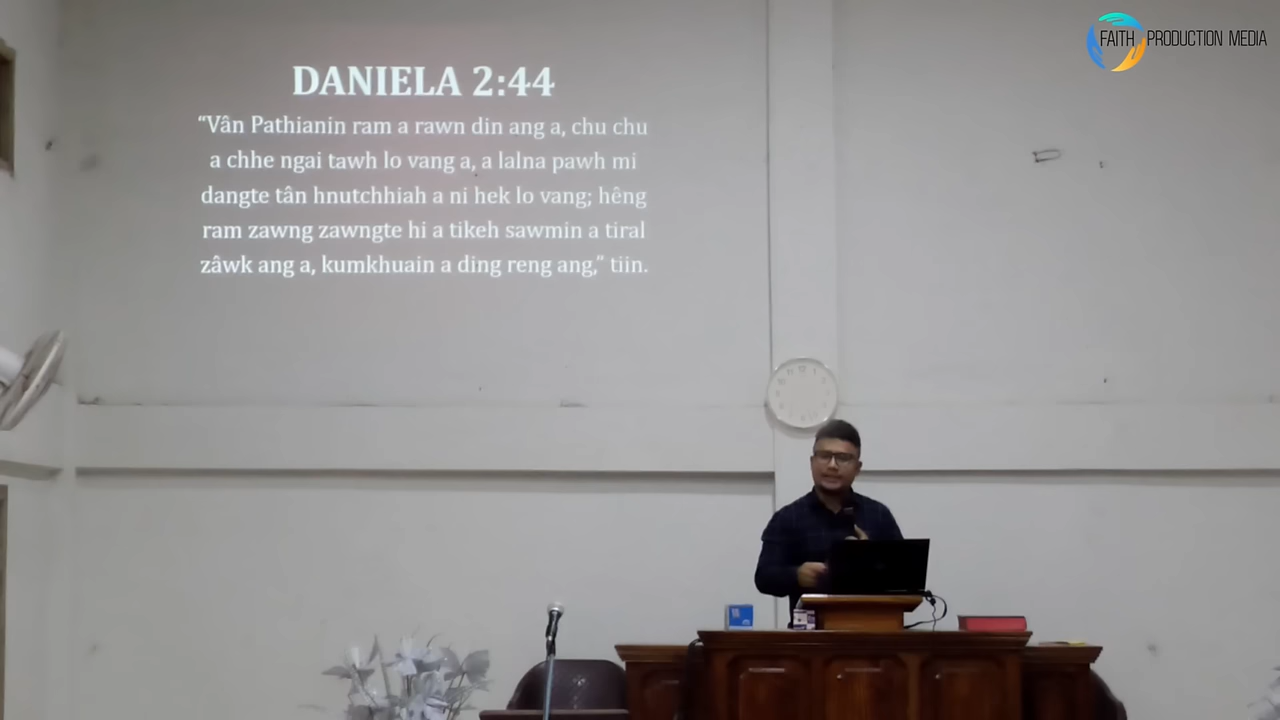 FAITH PRODUCTION MEDIA
DANIELA 2:44
“Vân Pathianin ram a rawn din ang a, chu chu
a chhe ngai tawh lo vang a, a lalna pawh mi
dangte tân hnutchhiah a ni hek lo vang; hêng
ram zawng zawngte hi a tikeh sawmin a tiral
zâwk ang a, kumkhuain a ding reng ang,” tiin.